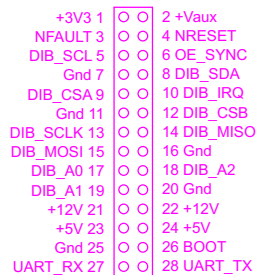 +3V3 1 2 +Vaux
NFAULT 3 4 NRESET
DIB_SCL 5 6 OE_SYNC
Gnd 7 8 DIB_SDA
DIB_CSA 9 10 DIB_IRQ
Gnd 11 12 DIB_CSB
DIB_SCLK 13 14 DIB_MISO
DIB_MOSI 15 16 Gnd
DIB_A0 17 18 DIB_A2
DIB_A1 19 20 Gnd
+12V 21 22 +12V
+5V 23 24 +5V
Gnd 25 26 BOOT
UART_RX 27 28 UART_TX